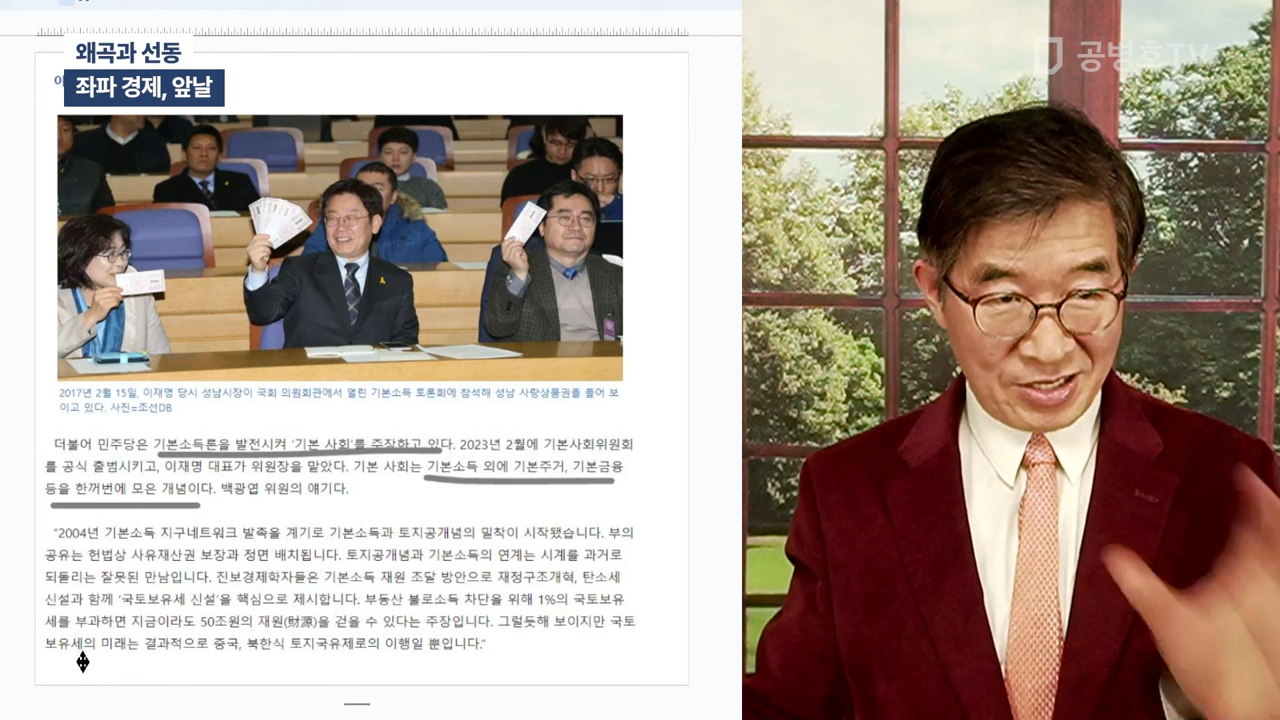 왜곡과 선동
좌파 경제, 앞날
공병호TV
2017년 2월 15일, 이재명 당시 성남시장이 국회 의원회관에서 열린 기본소득 토론회에 참석해 성남 사랑상품권을 들어 보
이고 있다. 사진=조선DB
더불어 민주당은 기본소득론을 발전시켜 '기본 사회'를 주장하고 있다. 2023년 2월에 기본사회위원회
를 공식 출범시키고, 이재명 대표가 위원장을 맡았다. 기본 사회는 기본소득 외에 기본주거, 기본금융
등을 한꺼번에 모은 개념이다. 백광엽 위원의 얘기다.
"2004년 기본소득 지구네트워크 발족을 계기로 기본소득과 토지공개념의 밀착이 시작됐습니다. 부의
공유는 헌법상 사유재산권 보장과 정면 배치됩니다. 토지공개념과 기본소득의 연계는 시계를 과거로
되돌리는 잘못된 만남입니다. 진보경제학자들은 기본소득 재원 조달 방안으로 재정구조개혁, 탄소세
신설과 함께 '국토보유세 신설'을 핵심으로 제시합니다. 부동산 불로소득 차단을 위해 1%의 국토보유
세를 부과하면 지금이라도 50조원의 재원(財源)을 걷을 수 있다는 주장입니다. 그럴듯해 보이지만 국토
보유세의 미래는 결과적으로 중국, 북한식 토지국유제로의 이행일 뿐입니다."